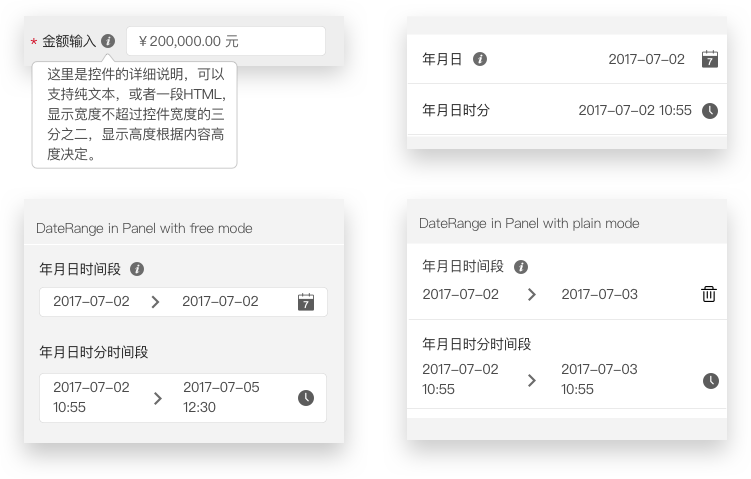 * 金额输入 ¥200,000.00 元
这里是控件的详细说明，可以
支持纯文本，或者一段HTML，
显示宽度不超过控件宽度的三
分之二，显示高度根据内容高
度决定。
年月日 2017-07-02 7
年月日时分 2017-07-02 10:55
DateRange in Panel with free mode
年月日时间段
2017-07-02 2017-07-02 7
年月日时分时间段
2017-07-02 2017-07-05
10:55 12:30
DateRange in Panel with plain mode
年月日时间段
2017-07-02 2017-07-03
年月日时分时间段
2017-07-02 2017-07-03
10:55 10:55